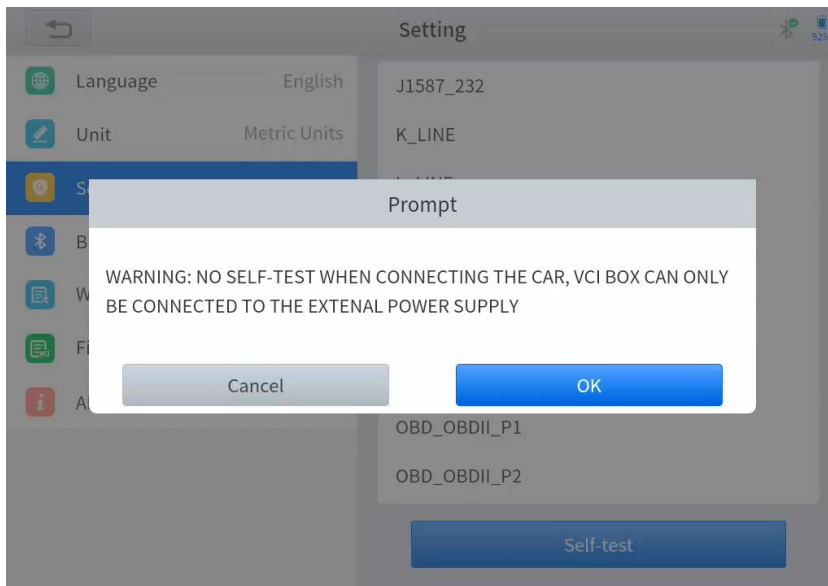 Setting
92%
Language English
Unit Metric Units
J1587_232
K_LINE
Prompt
WARNING: NO SELF-TEST WHEN CONNECTING THE CAR, VCI BOX CAN ONLY
BE CONNECTED TO THE EXTENAL POWER SUPPLY
Cancel
OK
OBD_OBDII_P1
OBD_OBDII_P2
Self-test